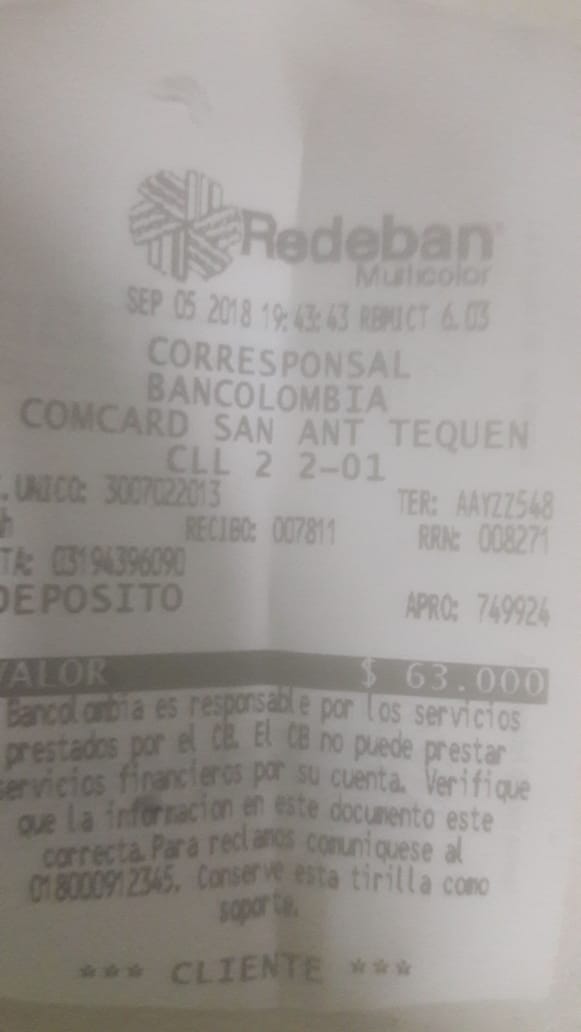 Redeban
Multicolor
SEP 05 2018 19:43:43 RBMICT 6.03
CORRESPONSAL
BANCOLOMBIA
COMCARD SAN ANT TEQUEN
CLL 2 2-01
C.UNICO: 3007022013 TER: AAYZZ548
h RECIBO: 007811 RRN: 008271
TA: 03194396090
DEPOSITO APRO: 749924
VALOR $ 63.000
Bancolombia es responsable por los servicios
prestados por el CB. El CB no puede prestar
servicios financieros por su cuenta. Verifique
que la informacion en este documento este
correcta.Para reclamos comuniquese al
018000912345. Conserve esta tirilla como
soporte.
*** CLIENTE ***